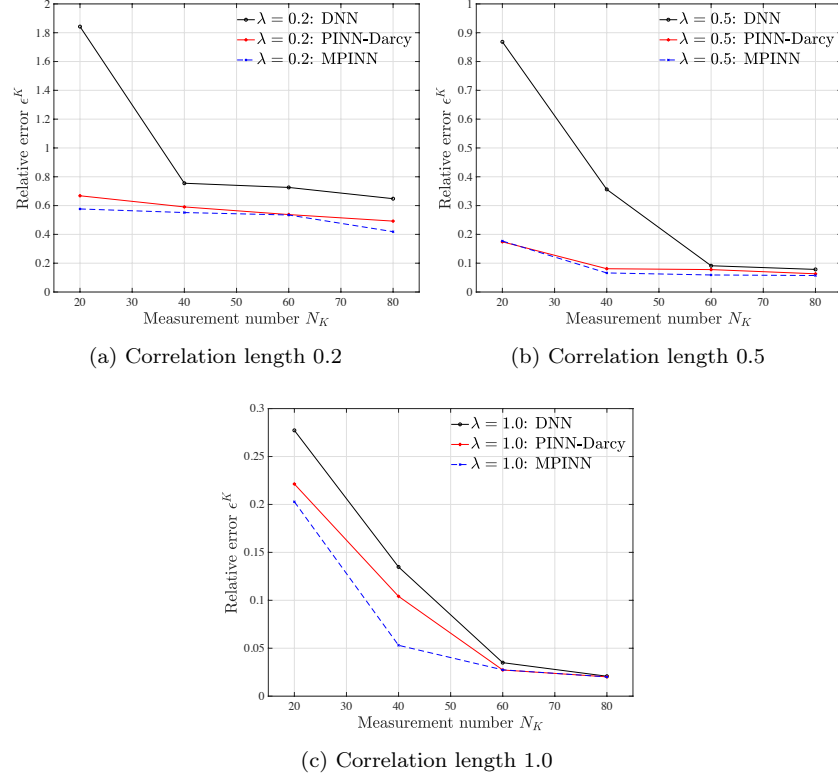 2
1.8
1.6
1.4
1.2
1
0.8
0.6
0.4
0.2
0
Relative error ϵ^K
λ = 0.2: DNN
λ = 0.2: PINN-Darcy
λ = 0.2: MPINN
20 30 40 50 60 70 80
Measurement number N_K
(a) Correlation length 0.2
1
0.9
0.8
0.7
0.6
0.5
0.4
0.3
0.2
0.1
0
Relative error ϵ^K
λ = 0.5: DNN
λ = 0.5: PINN-Darcy
λ = 0.5: MPINN
20 30 40 50 60 70 80
Measurement number N_K
(b) Correlation length 0.5
0.3
0.25
0.2
0.15
0.1
0.05
0
Relative error ϵ^K
λ = 1.0: DNN
λ = 1.0: PINN-Darcy
λ = 1.0: MPINN
20 30 40 50 60 70 80
Measurement number N_K
(c) Correlation length 1.0